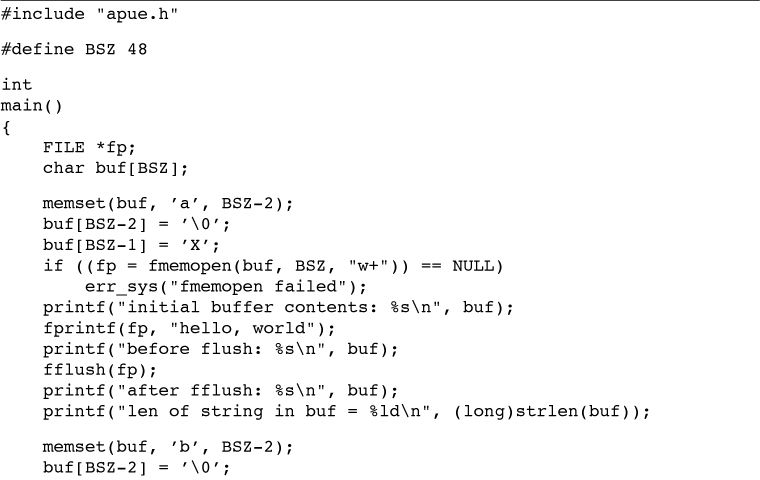 #include "apue.h"
#define BSZ 48
int
main()
{
    FILE *fp;
    char buf[BSZ];
    memset(buf, ’a’, BSZ-2);
    buf[BSZ-2] = ’\0’;
    buf[BSZ-1] = ’X’;
    if ((fp = fmemopen(buf, BSZ, "w+")) == NULL)
        err_sys("fmemopen failed");
    printf("initial buffer contents: %s\n", buf);
    fprintf(fp, "hello, world");
    printf("before flush: %s\n", buf);
    fflush(fp);
    printf("after fflush: %s\n", buf);
    printf("len of string in buf = %ld\n", (long)strlen(buf));
    memset(buf, ’b’, BSZ-2);
    buf[BSZ-2] = ’\0’;